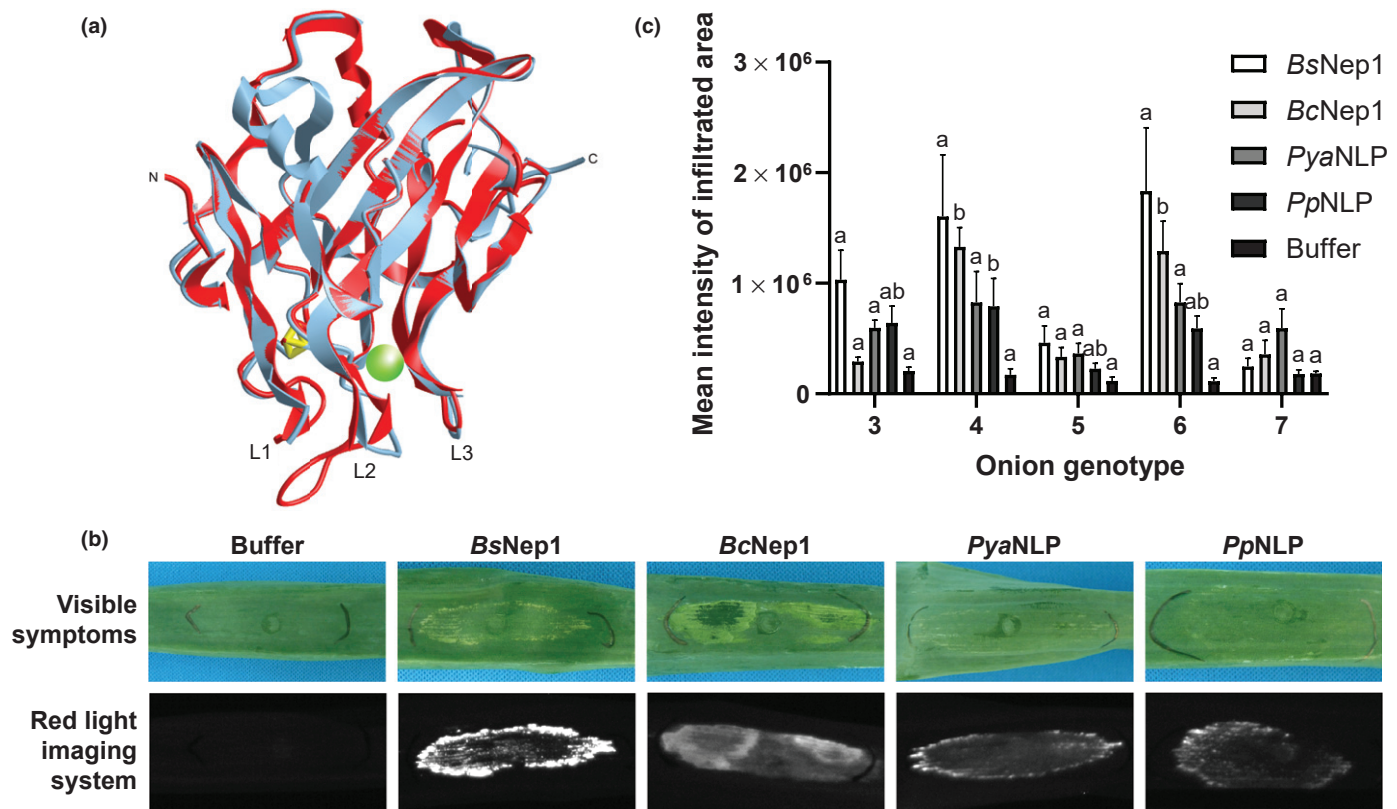 (a)
N
C
L1
L2
L3
(c)
Mean intensity of infiltrated area
3 × 10⁶
2 × 10⁶
1 × 10⁶
0
BsNep1
BcNep1
PyaNLP
PpNLP
Buffer
a a a ab a
a b a b a
a a a ab a
a b a ab a
a a a a a
3 4 5 6 7
Onion genotype
(b)
Buffer BsNep1 BcNep1 PyaNLP PpNLP
Visible
symptoms
Red light
imaging
system